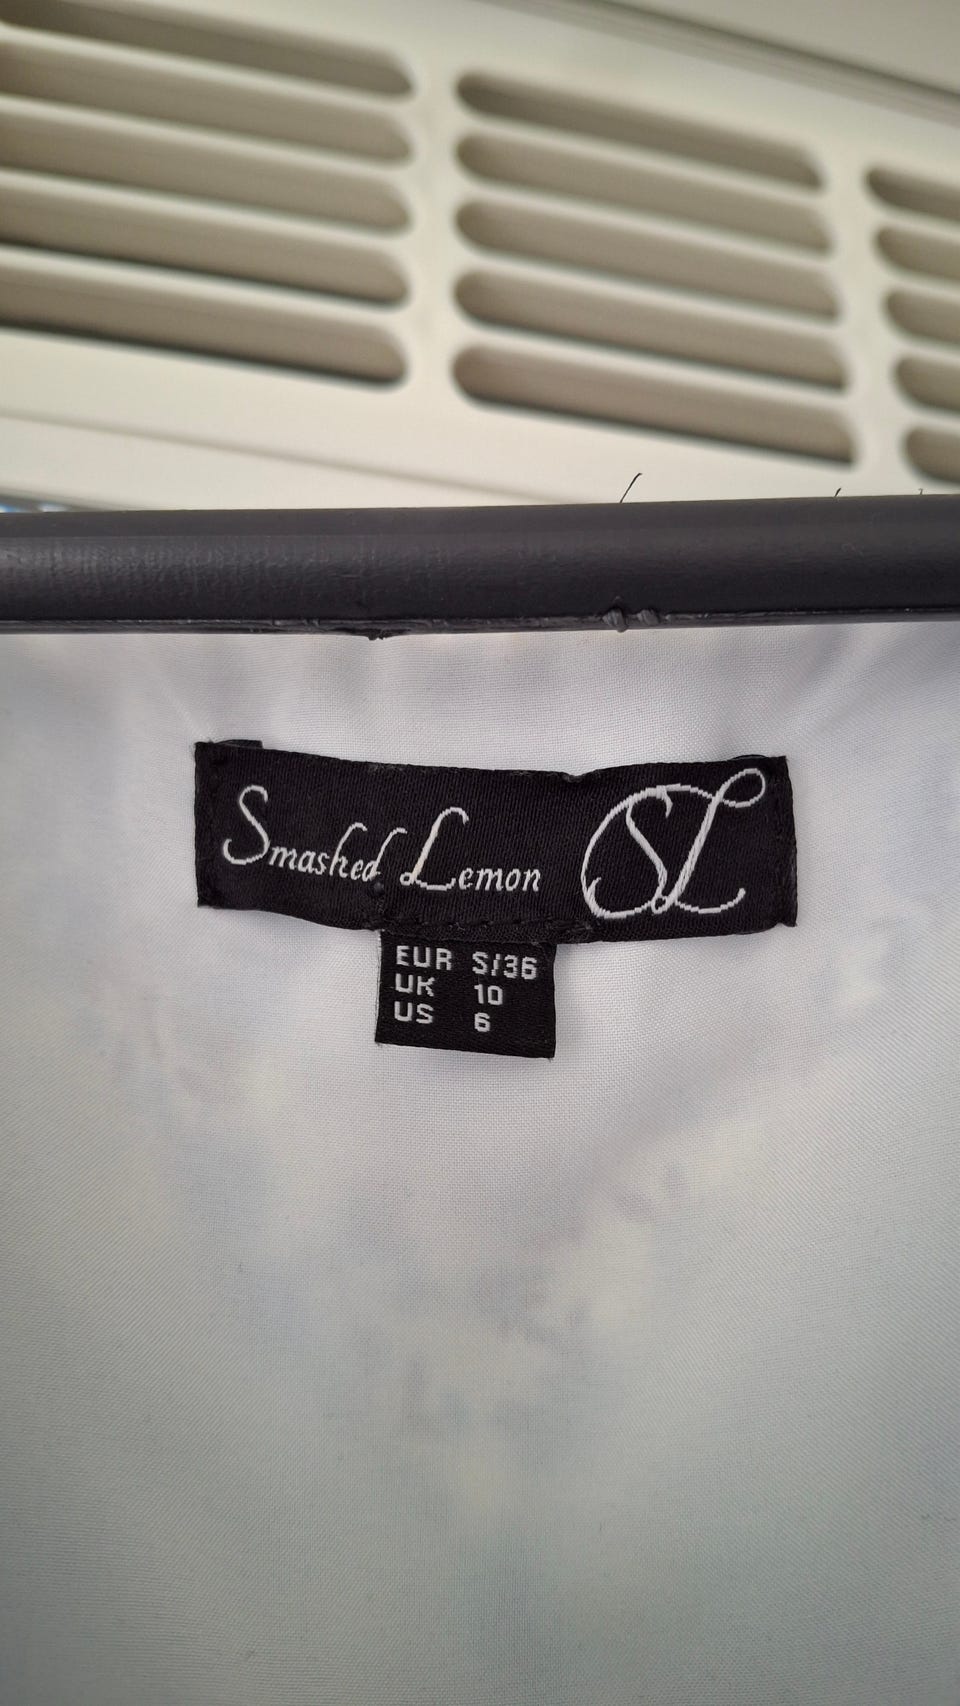 Smashed Lemon SL
EUR S/36
UK 10
US 6